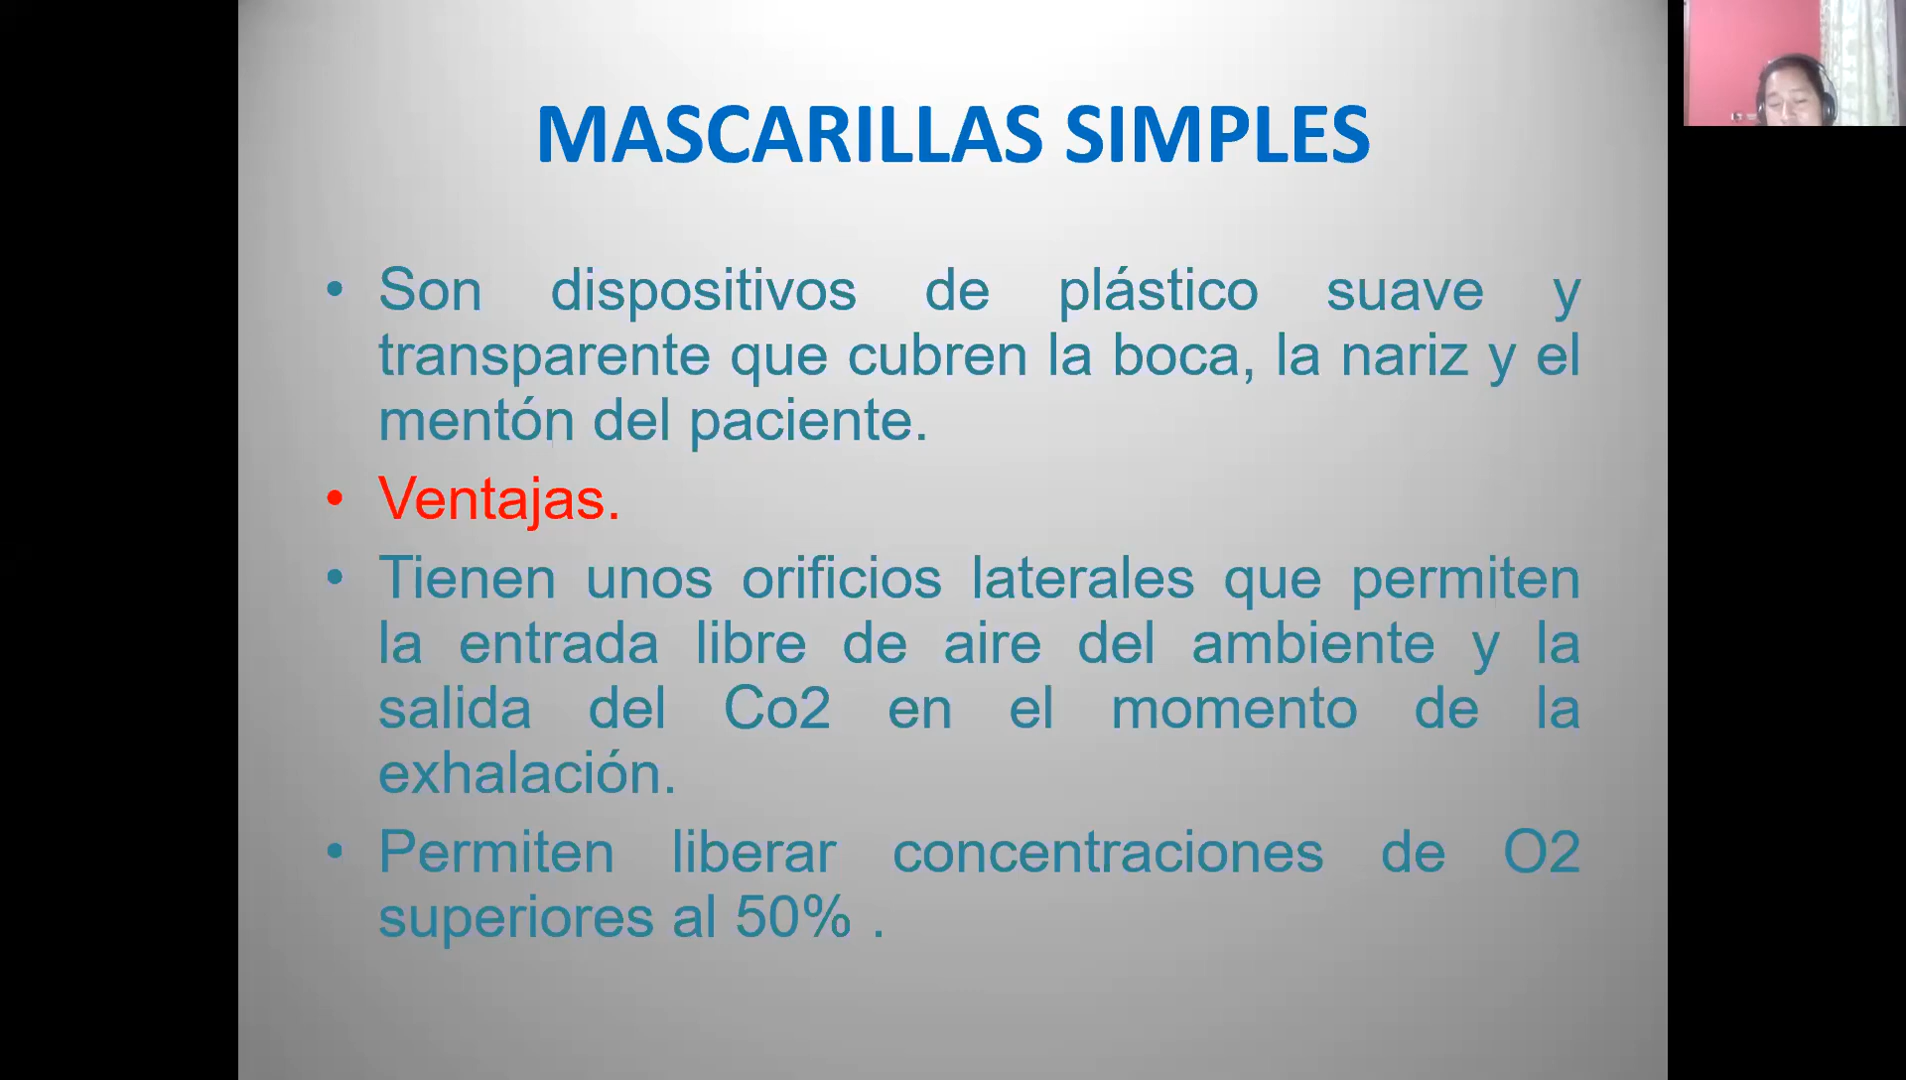 MASCARILLAS SIMPLES
• Son dispositivos de plástico suave y
transparente que cubren la boca, la nariz y el
mentón del paciente.
• Ventajas.
• Tienen unos orificios laterales que permiten
la entrada libre de aire del ambiente y la
salida del Co2 en el momento de la
exhalación.
• Permiten liberar concentraciones de O2
superiores al 50% .